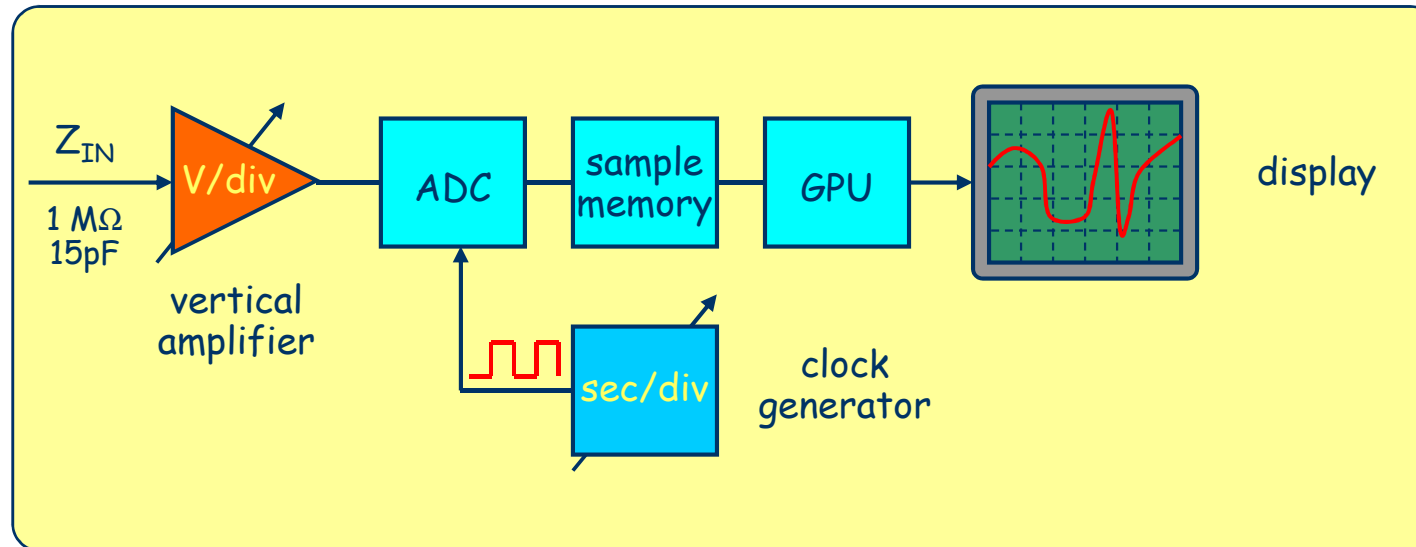 Z_IN
1 MΩ
15pF
V/div
vertical
amplifier
ADC
sample
memory
GPU
display
sec/div
clock
generator